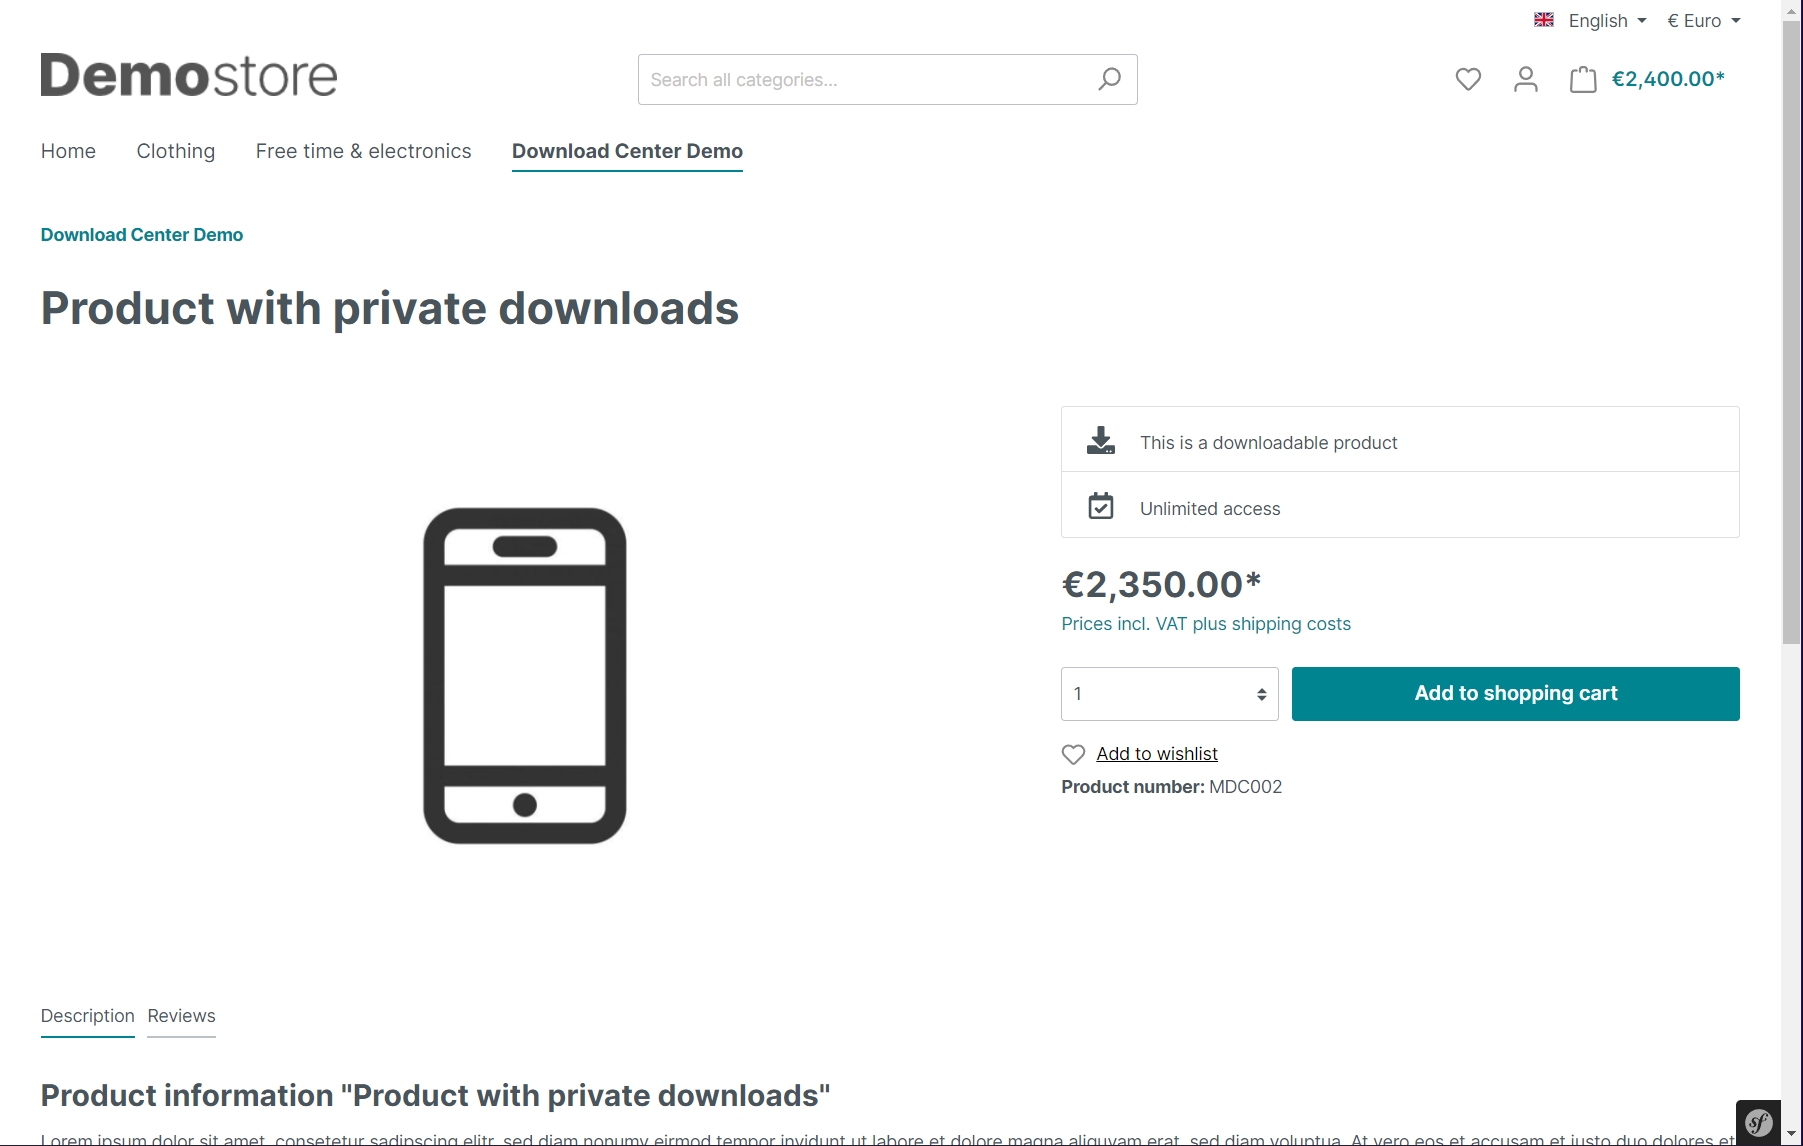 English € Euro
Demostore
Search all categories...
€2,400.00*
Home Clothing Free time & electronics Download Center Demo
Download Center Demo
Product with private downloads
This is a downloadable product
Unlimited access
€2,350.00*
Prices incl. VAT plus shipping costs
1 Add to shopping cart
Add to wishlist
Product number: MDC002
Description Reviews
Product information "Product with private downloads"
Lorem ipsum dolor sit amet, consetetur sadipscing elitr, sed diam nonumy eirmod tempor invidunt ut labore et dolore magna aliquyam erat, sed diam voluptua. At vero eos et accusam et justo duo dolores et
sf